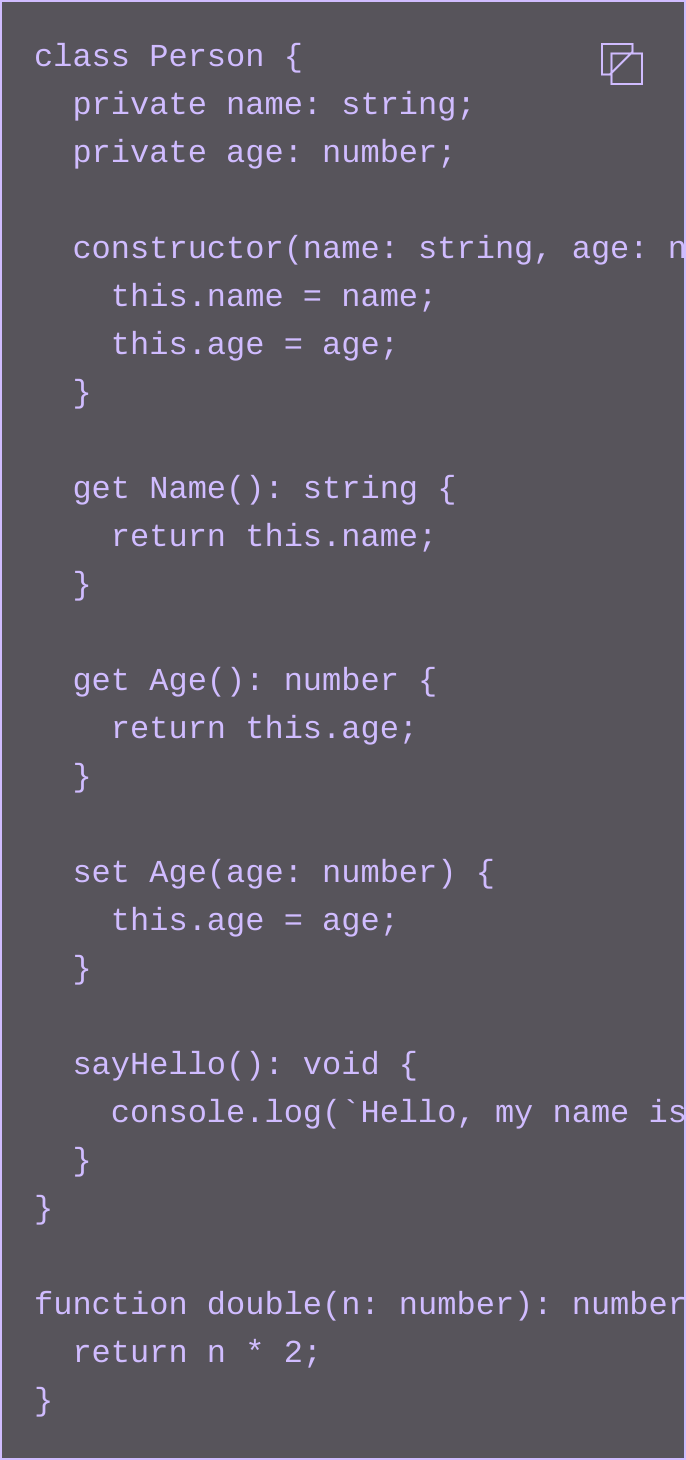 class Person {
  private name: string;
  private age: number;

  constructor(name: string, age: n
    this.name = name;
    this.age = age;
  }

  get Name(): string {
    return this.name;
  }

  get Age(): number {
    return this.age;
  }

  set Age(age: number) {
    this.age = age;
  }

  sayHello(): void {
    console.log(`Hello, my name is
  }
}

function double(n: number): number
  return n * 2;
}